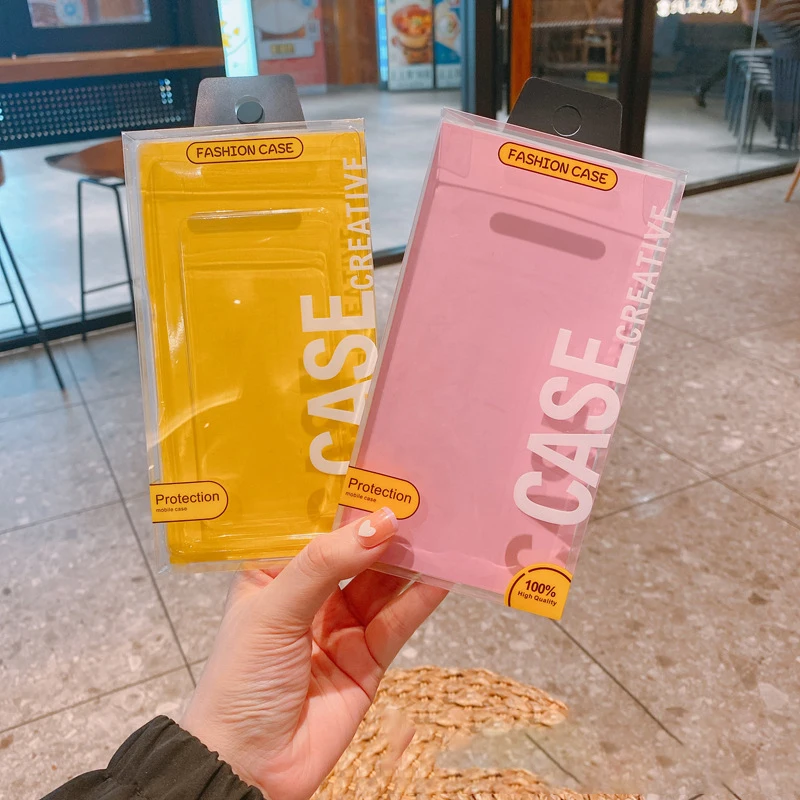 FASHION CASE
CREATIVE
CASE
Protection
mobile case
FASHION CASE
CREATIVE
CASE
Protection
mobile case
100%
High Quality